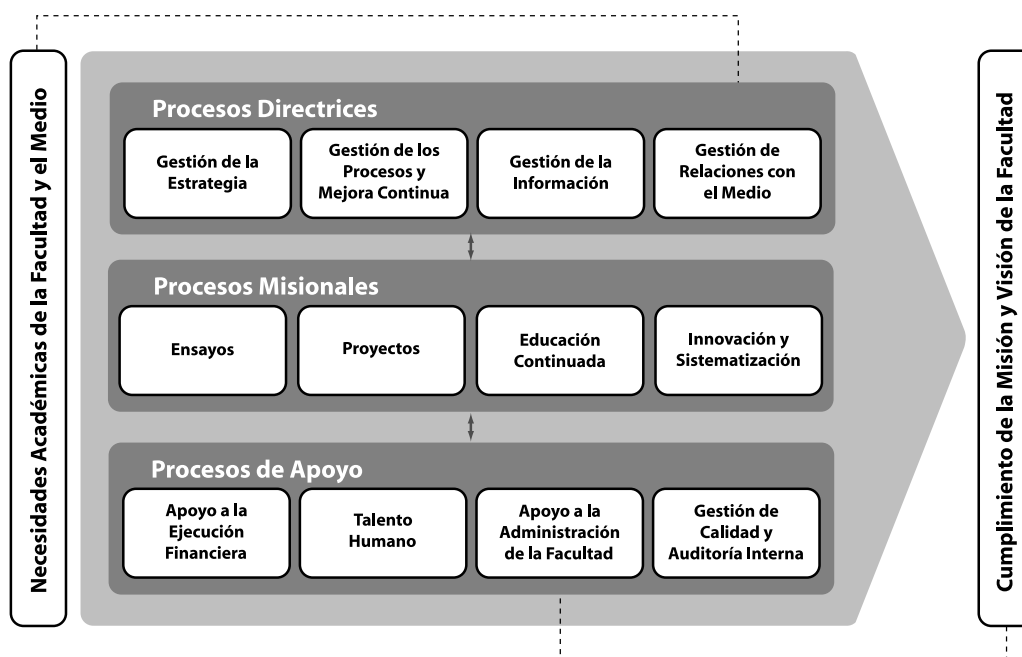 Necesidades Académicas de la Facultad y el Medio
Procesos Directrices
Gestión de la
Estrategia
Gestión de los
Procesos y
Mejora Continua
Gestión de la
Información
Gestión de
Relaciones con
el Medio
Procesos Misionales
Ensayos
Proyectos
Educación
Continuada
Innovación y
Sistematización
Procesos de Apoyo
Apoyo a la
Ejecución
Financiera
Talento
Humano
Apoyo a la
Administración
de la Facultad
Gestión de
Calidad y
Auditoría Interna
Cumplimiento de la Misión y Visión de la Facultad